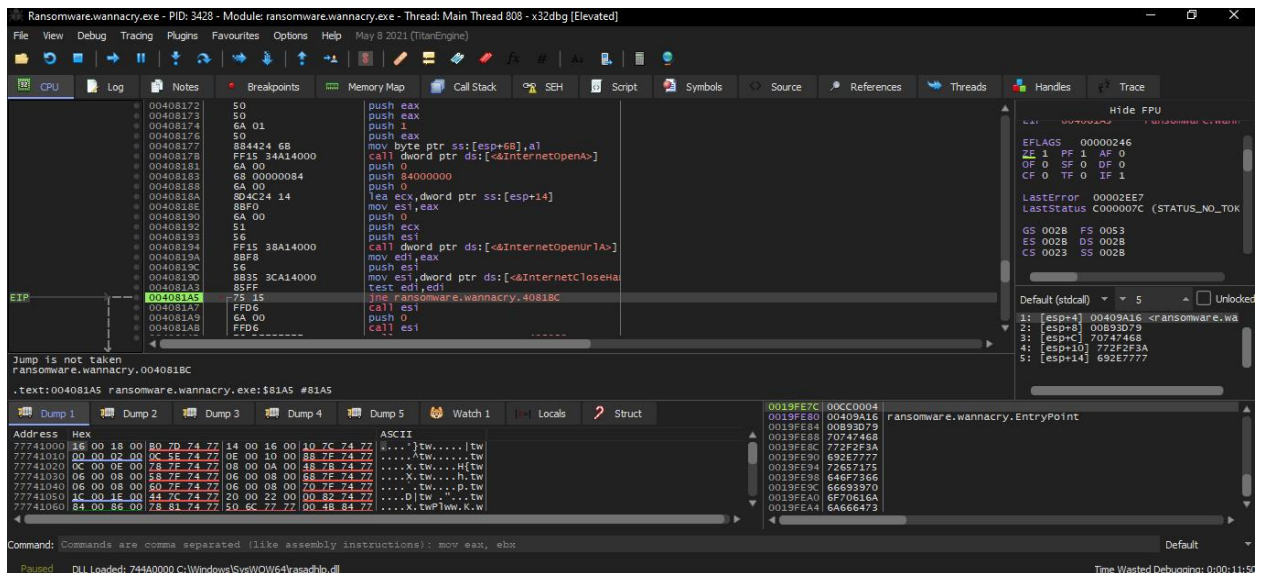 Ransomware.wannacry.exe - PID: 3428 - Module: ransomware.wannacry.exe - Thread: Main Thread 808 - x32dbg [Elevated]
File View Debug Tracing Plugins Favourites Options Help May 8 2021 (TitanEngine)
CPU Log Notes Breakpoints Memory Map Call Stack SEH Script Symbols Source References Threads Handles Trace
00408172 50 push eax
00408173 50 push eax
00408174 6A 01 push 1
00408176 50 push eax
00408177 884424 6B mov byte ptr ss:[esp+6B],al
0040817B FF15 34A14000 call dword ptr ds:[<&InternetOpenA>]
00408181 6A 00 push 0
00408183 68 00000084 push 84000000
00408188 6A 00 push 0
0040818A 8D4C24 14 lea ecx,dword ptr ss:[esp+14]
0040818E 8BF0 mov esi,eax
00408190 6A 00 push 0
00408192 51 push ecx
00408193 56 push esi
00408194 FF15 38A14000 call dword ptr ds:[<&InternetOpenUrlA>]
0040819A 8BF8 mov edi,eax
0040819C 56 push esi
0040819D 8B35 3CA14000 mov esi,dword ptr ds:[<&InternetCloseHa
004081A3 85FF test edi,edi
EIP 004081A5 75 15 jne ransomware.wannacry.4081BC
004081A7 FFD6 call esi
004081A9 6A 00 push 0
004081AB FFD6 call esi
Hide FPU
EFLAGS 00000246
ZF 1 PF 1 AF 0
OF 0 SF 0 DF 0
CF 0 TF 0 IF 1
LastError 00002EE7
LastStatus C000007C (STATUS_NO_TOK
GS 002B FS 0053
ES 002B DS 002B
CS 0023 SS 002B
Default (stdcall) 5 Unlocked
1: [esp+4] 00409A16 <ransomware.wa
2: [esp+8] 00B93D79
3: [esp+C] 70747468
4: [esp+10] 772F2F3A
5: [esp+14] 692E7777
Jump is not taken
ransomware.wannacry.004081BC
.text:004081A5 ransomware.wannacry.exe:$81A5 #81A5
Dump 1 Dump 2 Dump 3 Dump 4 Dump 5 Watch 1 Locals Struct
Address Hex ASCII
77741000 16 00 18 00 B0 7D 74 77 14 00 16 00 10 7C 74 77 ....°}tw.....|tw
77741010 00 00 02 00 0C 5E 74 77 0E 00 10 00 88 7F 74 77 .....^tw......tw
77741020 0C 00 0E 00 78 7F 74 77 08 00 0A 00 48 7B 74 77 ....x.tw....H{tw
77741030 06 00 08 00 58 7F 74 77 06 00 08 00 68 7F 74 77 ....X.tw....h.tw
77741040 06 00 08 00 60 7F 74 77 06 00 08 00 70 7F 74 77 ....`.tw....p.tw
77741050 1C 00 1E 00 44 7C 74 77 20 00 22 00 00 82 74 77 ....D|tw ."...tw
77741060 84 00 86 00 78 81 74 77 50 6C 77 77 00 4B 84 77 ....x.twPlww.K.w
0019FE7C 00CC0004
0019FE80 00409A16 ransomware.wannacry.EntryPoint
0019FE84 00B93D79
0019FE88 70747468
0019FE8C 772F2F3A
0019FE90 692E7777
0019FE94 72657175
0019FE98 646F7366
0019FE9C 66693970
0019FEA0 6F70616A
0019FEA4 6A666473
Command: Commands are comma separated (like assembly instructions): mov eax, ebx Default
Paused DLL Loaded: 744A0000 C:\Windows\SysWOW64\rasadhlp.dll Time Wasted Debugging: 0:00:11:50